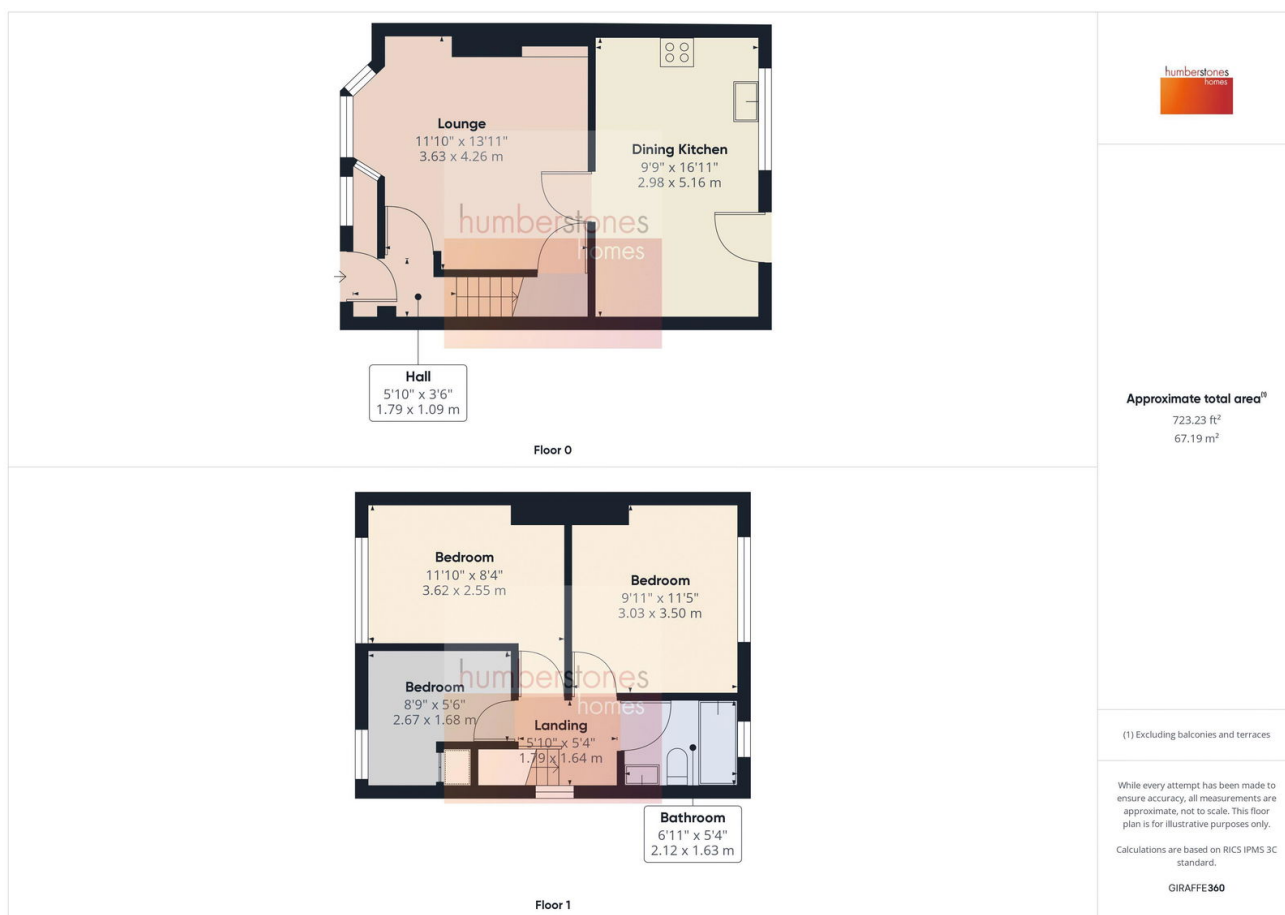 Lounge
11'10" x 13'11"
3.63 x 4.26 m
Dining Kitchen
9'9" x 16'11"
2.98 x 5.16 m
humberstones
homes
Hall
5'10" x 3'6"
1.79 x 1.09 m
Floor 0
Bedroom
11'10" x 8'4"
3.62 x 2.55 m
Bedroom
9'11" x 11'5"
3.03 x 3.50 m
humberstones
homes
Bedroom
8'9" x 5'6"
2.67 x 1.68 m
Landing
5'10" x 5'4"
1.79 x 1.64 m
Bathroom
6'11" x 5'4"
2.12 x 1.63 m
Floor 1
humberstones
homes
Approximate total area(1)
723.23 ft²
67.19 m²
(1) Excluding balconies and terraces
While every attempt has been made to
ensure accuracy, all measurements are
approximate, not to scale. This floor
plan is for illustrative purposes only.
Calculations are based on RICS IPMS 3C
standard.
GIRAFFE360